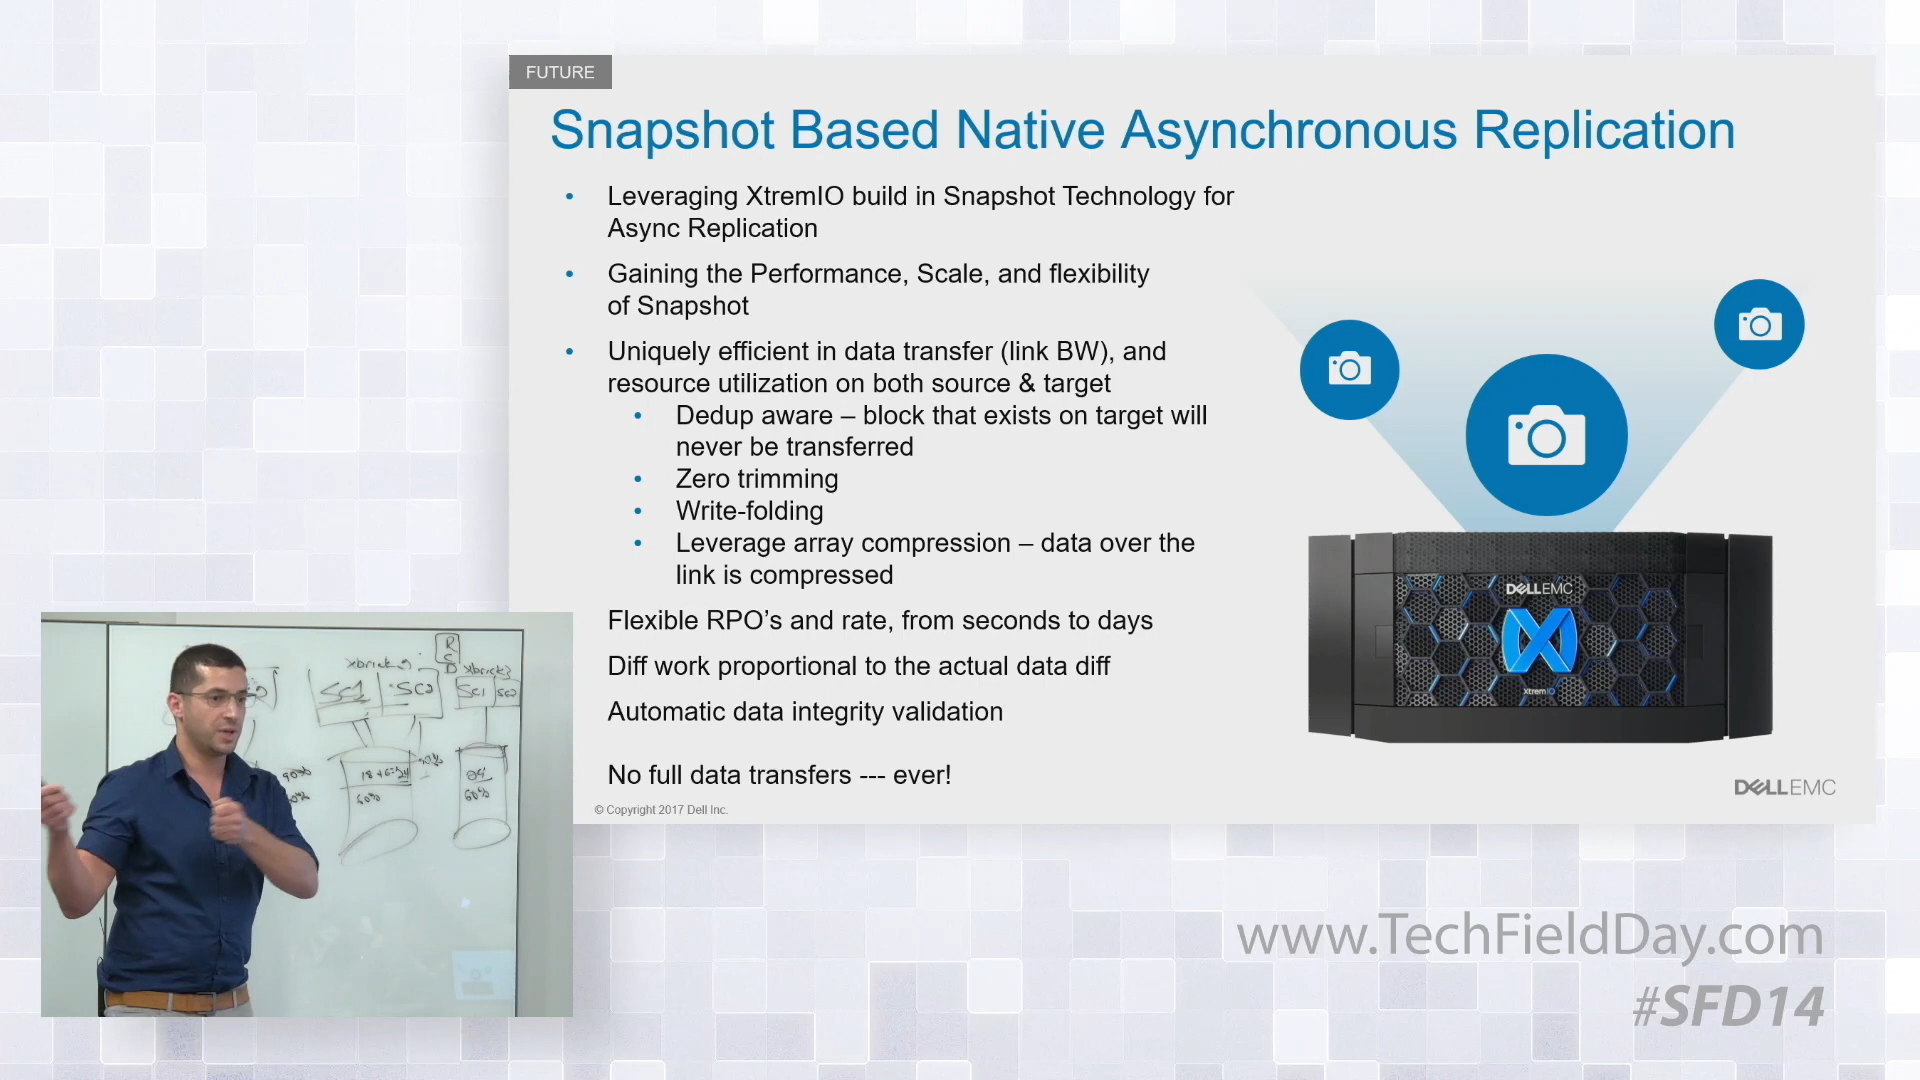 FUTURE
Snapshot Based Native Asynchronous Replication
• Leveraging XtremIO build in Snapshot Technology for
Async Replication
• Gaining the Performance, Scale, and flexibility
of Snapshot
• Uniquely efficient in data transfer (link BW), and
resource utilization on both source & target
• Dedup aware – block that exists on target will
never be transferred
• Zero trimming
• Write-folding
• Leverage array compression – data over the
link is compressed
Flexible RPO’s and rate, from seconds to days
Diff work proportional to the actual data diff
Automatic data integrity validation
No full data transfers --- ever!
© Copyright 2017 Dell Inc.
DELLEMC
XtremIO
DELLEMC
SC1 SC2
SC1 SC2
60%
www.TechFieldDay.com
#SFD14